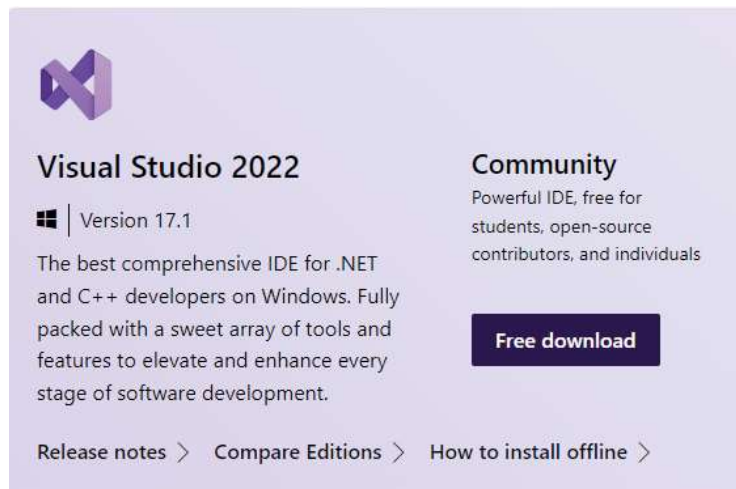 Visual Studio 2022
Version 17.1
The best comprehensive IDE for .NET
and C++ developers on Windows. Fully
packed with a sweet array of tools and
features to elevate and enhance every
stage of software development.
Community
Powerful IDE, free for
students, open-source
contributors, and individuals
Free download
Release notes
Compare Editions
How to install offline